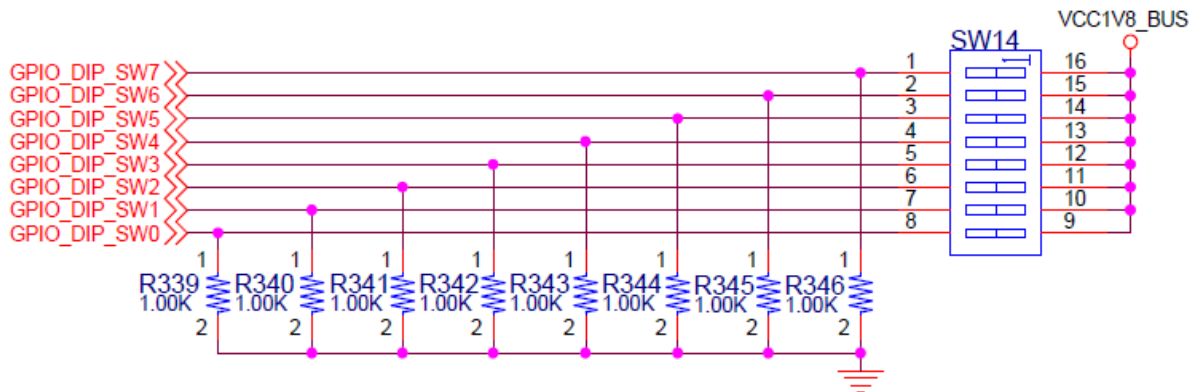 VCC1V8_BUS
SW14
GPIO_DIP_SW7 1 1 16
GPIO_DIP_SW6 2 15
GPIO_DIP_SW5 3 14
GPIO_DIP_SW4 4 13
GPIO_DIP_SW3 5 12
GPIO_DIP_SW2 6 11
GPIO_DIP_SW1 7 10
GPIO_DIP_SW0 8 9
1 1 1 1 1 1 1 1
R339 R340 R341 R342 R343 R344 R345 R346
1.00K 1.00K 1.00K 1.00K 1.00K 1.00K 1.00K 1.00K
2 2 2 2 2 2 2 2